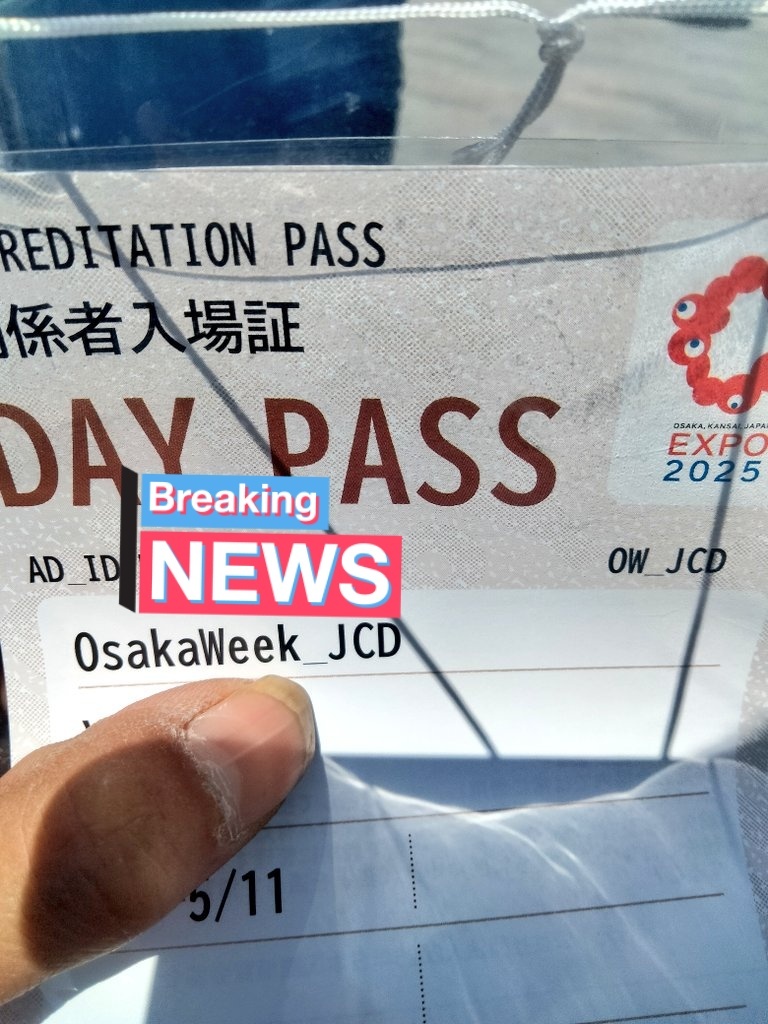 REDITATION PASS
係者入場証
DAY PASS
OSAKA, KANSAI, JAPA
EXPO
2025
Breaking
NEWS
AD_ID
OW_JCD
OsakaWeek_JCD
5/11